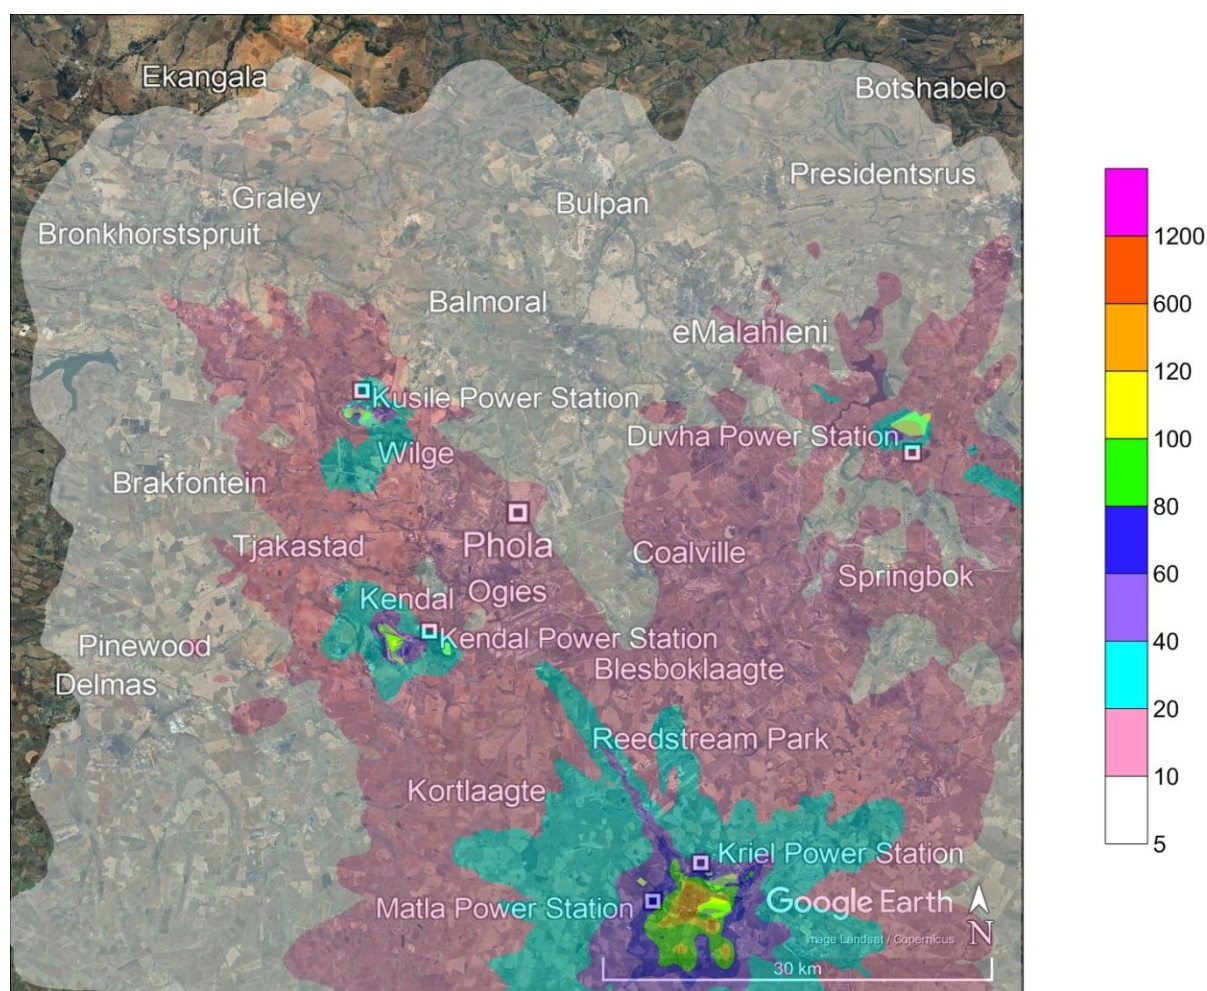 Ekangala
Botshabelo
Presidentsrus
Graley
Bulpan
Bronkhorstspruit
1200
Balmoral
600
eMalahleni
120
Kusile Power Station
100
Duvha Power Station
Wilge
Brakfontein
80
Phola
Tjakastad
Coalville
60
Springbok
Kendal
Ogies
40
Kendal Power Station
Pinewood
Blesboklaagte
Delmas
20
Reedstream Park
10
Kortlaagte
5
Kriel Power Station
Matla Power Station
Google Earth
N
Image Landsat / Copernicus
30 km